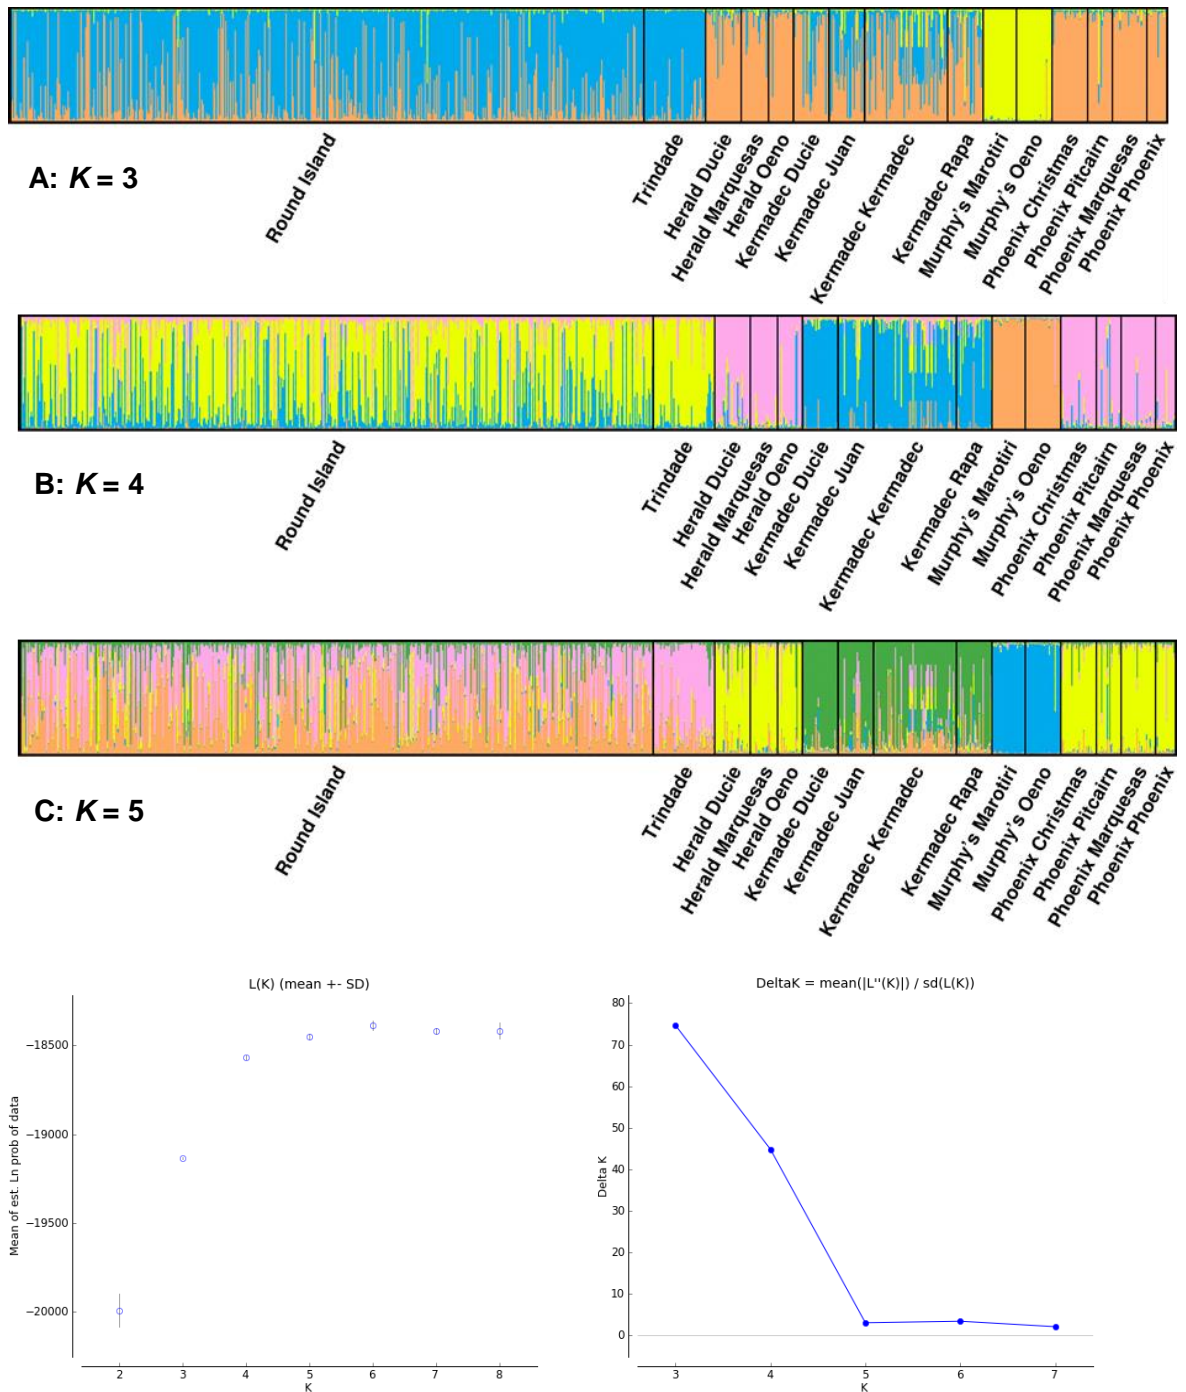 Round Island
Trindade
Herald Ducie
Herald Marquesas
Herald Oeno
Kermadec Ducie
Kermadec Juan
Kermadec Kermadec
Kermadec Rapa
Murphy's Marotiri
Murphy's Oeno
Phoenix Christmas
Phoenix Pitcairn
Phoenix Marquesas
Phoenix Phoenix
A: K = 3
Round Island
Trindade
Herald Ducie
Herald Marquesas
Herald Oeno
Kermadec Ducie
Kermadec Juan
Kermadec Kermadec
Kermadec Rapa
Murphy's Marotiri
Murphy's Oeno
Phoenix Christmas
Phoenix Pitcairn
Phoenix Marquesas
Phoenix Phoenix
B: K = 4
Round Island
Trindade
Herald Ducie
Herald Marquesas
Herald Oeno
Kermadec Ducie
Kermadec Juan
Kermadec Kermadec
Kermadec Rapa
Murphy's Marotiri
Murphy's Oeno
Phoenix Christmas
Phoenix Pitcairn
Phoenix Marquesas
Phoenix Phoenix
C: K = 5
L(K) (mean +- SD)
Mean of est. Ln prob of data
−18500
−19000
−19500
−20000
2 3 4 5 6 7 8
K
DeltaK = mean(|L''(K)|) / sd(L(K))
Delta K
80
70
60
50
40
30
20
10
0
3 4 5 6 7
K